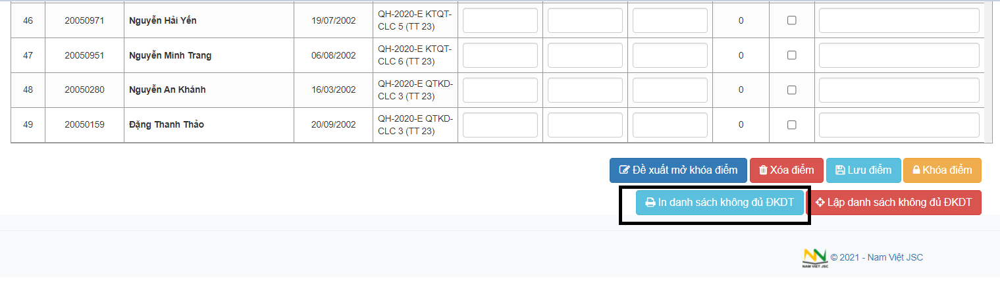 46 20050971 Nguyễn Hải Yến 19/07/2002 QH-2020-E KTQT- 0
CLC 5 (TT 23)
47 20050951 Nguyễn Minh Trang 06/08/2002 QH-2020-E KTQT- 0
CLC 6 (TT 23)
48 20050280 Nguyễn An Khánh 16/03/2002 QH-2020-E QTKD- 0
CLC 3 (TT 23)
49 20050159 Đặng Thanh Thảo 20/09/2002 QH-2020-E QTKD- 0
CLC 3 (TT 23)
Đề xuất mở khóa điểm Xóa điểm Lưu điểm Khóa điểm
In danh sách không đủ ĐKDT Lập danh sách không đủ ĐKDT
NAM VIET JSC © 2021 - Nam Việt JSC